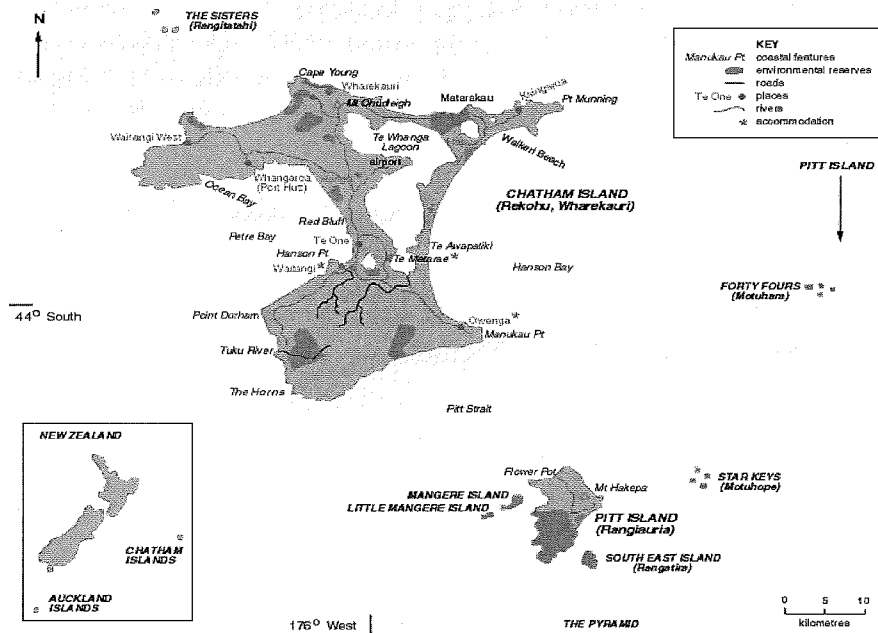 THE SISTERS
(Rangitatahi)
N
KEY
Manukau Pt coastal features
environmental reserves
roads
Te One places
rivers
* accommodation
Cape Young
Wharekauri
Matarakau
Kaingaroa
Pt Munning
Waitangi West
Te Whanga
Lagoon
airport
Waikeri Beach
PITT ISLAND
Whangaroa
(Port Hutt)
Ocean Bay
CHATHAM ISLAND
(Rekohu, Wharekauri)
Red Bluff
Petre Bay
Te One
Te Awapatiki
Hanson Pt
Te Matarae *
Waitangi *
Hanson Bay
FORTY FOURS
(Motuhara)
44° South
Point Durham
Owenga *
Manukau Pt
Tuku River
The Horns
Pitt Strait
NEW ZEALAND
Flower Pot
Mt Hakepa
STAR KEYS
(Motuhope)
MANGERE ISLAND
LITTLE MANGERE ISLAND
PITT ISLAND
(Rangiauria)
CHATHAM
ISLANDS
SOUTH EAST ISLAND
(Rangatira)
AUCKLAND
ISLANDS
0 5 10
kilometres
176° West
THE PYRAMID